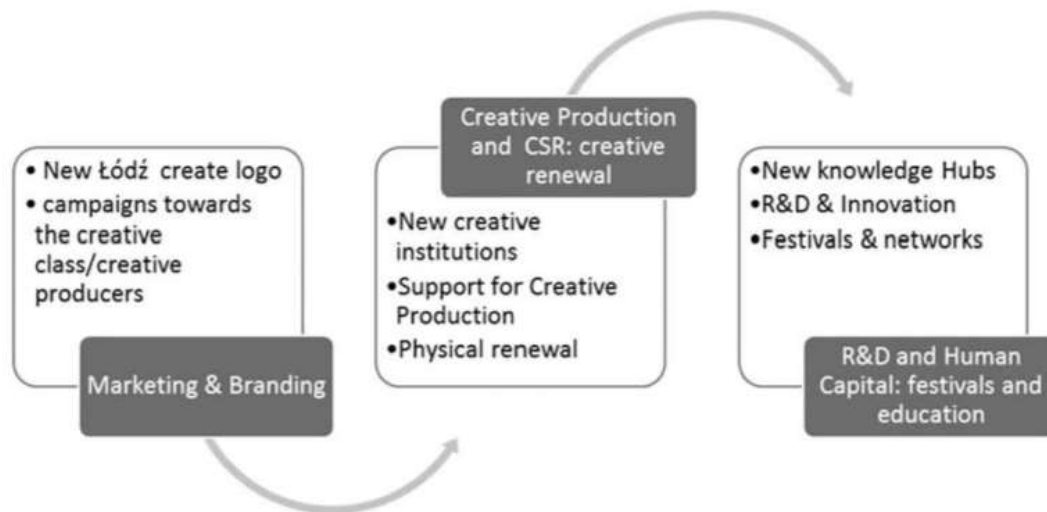 • New Łódź create logo
• campaigns towards
the creative
class/creative
producers
Marketing & Branding
Creative Production
and CSR: creative
renewal
•New creative
institutions
•Support for Creative
Production
•Physical renewal
•New knowledge Hubs
•R&D & Innovation
•Festivals & networks
R&D and Human
Capital: festivals and
education